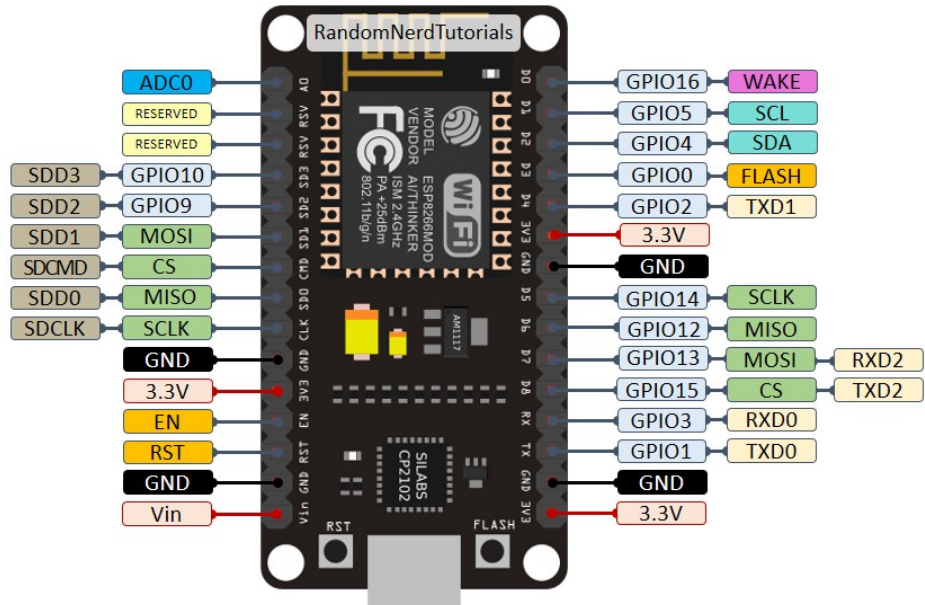 RandomNerdTutorials
ADC0
RESERVED
RESERVED
SDD3 GPIO10
SDD2 GPIO9
SDD1 MOSI
SDCMD CS
SDD0 MISO
SDCLK SCLK
GND
3.3V
EN
RST
GND
Vin
A0
RSV
RSV
SD3
SD2
SD1
CMD
SD0
CLK
GND
3V3
EN
RST
GND
Vin
FC
MODEL ESP8266MOD
VENDOR AI/THINKER
ISM 2.4GHz
PA +25dBm
802.11b/g/n
WiFi
AM1117
SILABS
CP2102
RST
FLASH
D0
D1
D2
D3
D4
3V3
GND
D5
D6
D7
D8
RX
TX
GND
3V3
GPIO16 WAKE
GPIO5 SCL
GPIO4 SDA
GPIO0 FLASH
GPIO2 TXD1
3.3V
GND
GPIO14 SCLK
GPIO12 MISO
GPIO13 MOSI RXD2
GPIO15 CS TXD2
GPIO3 RXD0
GPIO1 TXD0
GND
3.3V